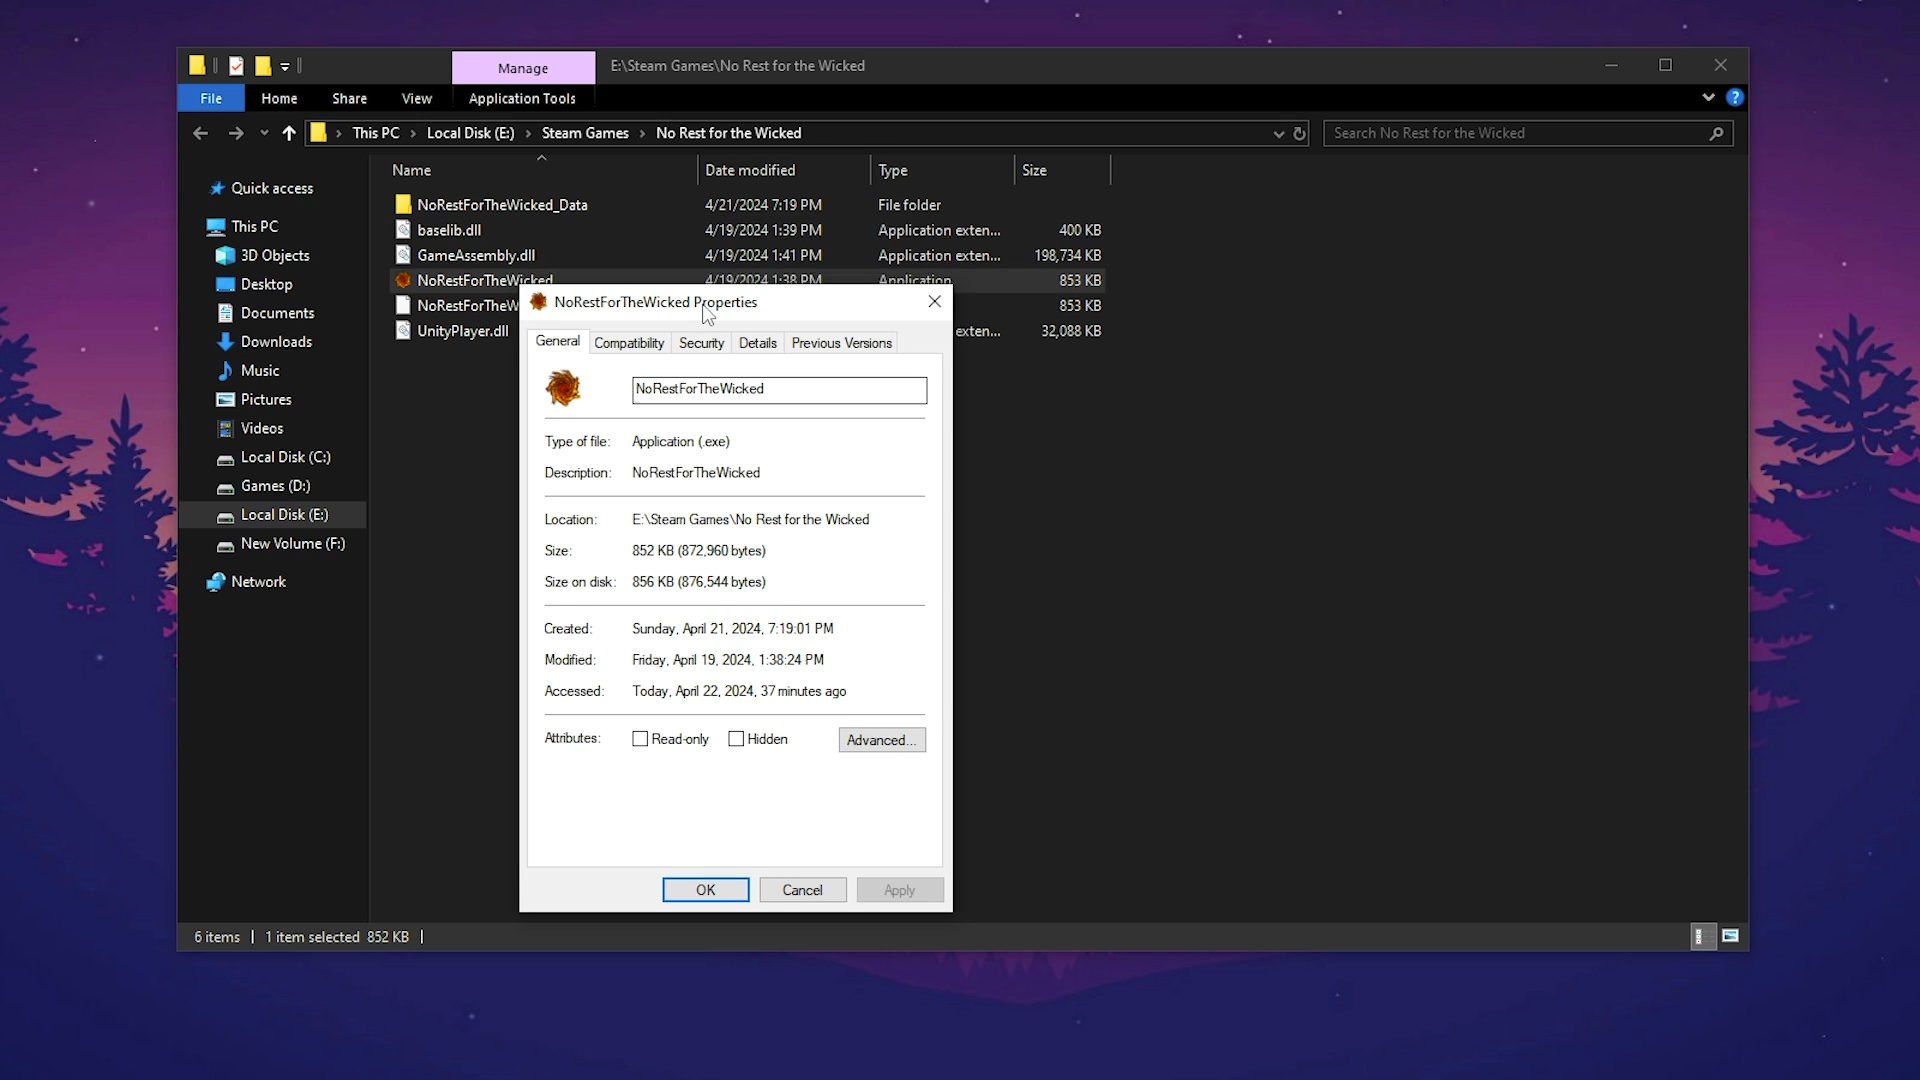 Manage
E:\Steam Games\No Rest for the Wicked
File
Home
Share
View
Application Tools
This PC
Local Disk (E:)
Steam Games
No Rest for the Wicked
Search No Rest for the Wicked
Name
Date modified
Type
Size
NoRestForTheWicked_Data 4/21/2024 7:19 PM File folder
baselib.dll 4/19/2024 1:39 PM Application exten... 400 KB
GameAssembly.dll 4/19/2024 1:41 PM Application exten... 198,734 KB
NoRestForTheWicked 4/19/2024 1:38 PM Application 853 KB
NoRestForTheW 853 KB
UnityPlayer.dll exten... 32,088 KB
Quick access
This PC
3D Objects
Desktop
Documents
Downloads
Music
Pictures
Videos
Local Disk (C:)
Games (D:)
Local Disk (E:)
New Volume (F:)
Network
NoRestForTheWicked Properties
General
Compatibility
Security
Details
Previous Versions
NoRestForTheWicked
Type of file: Application (.exe)
Description: NoRestForTheWicked
Location: E:\Steam Games\No Rest for the Wicked
Size: 852 KB (872,960 bytes)
Size on disk: 856 KB (876,544 bytes)
Created: Sunday, April 21, 2024, 7:19:01 PM
Modified: Friday, April 19, 2024, 1:38:24 PM
Accessed: Today, April 22, 2024, 37 minutes ago
Attributes: Read-only Hidden Advanced...
OK
Cancel
Apply
6 items
1 item selected 852 KB